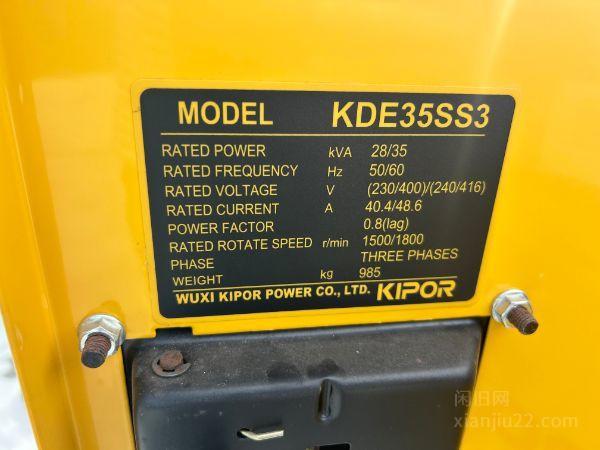 MODEL KDE35SS3
RATED POWER kVA 28/35
RATED FREQUENCY Hz 50/60
RATED VOLTAGE V (230/400)/(240/416)
RATED CURRENT A 40.4/48.6
POWER FACTOR 0.8(lag)
RATED ROTATE SPEED r/min 1500/1800
PHASE THREE PHASES
WEIGHT kg 985
WUXI KIPOR POWER CO., LTD. KIPOR
闲旧网
xianjiu22.com